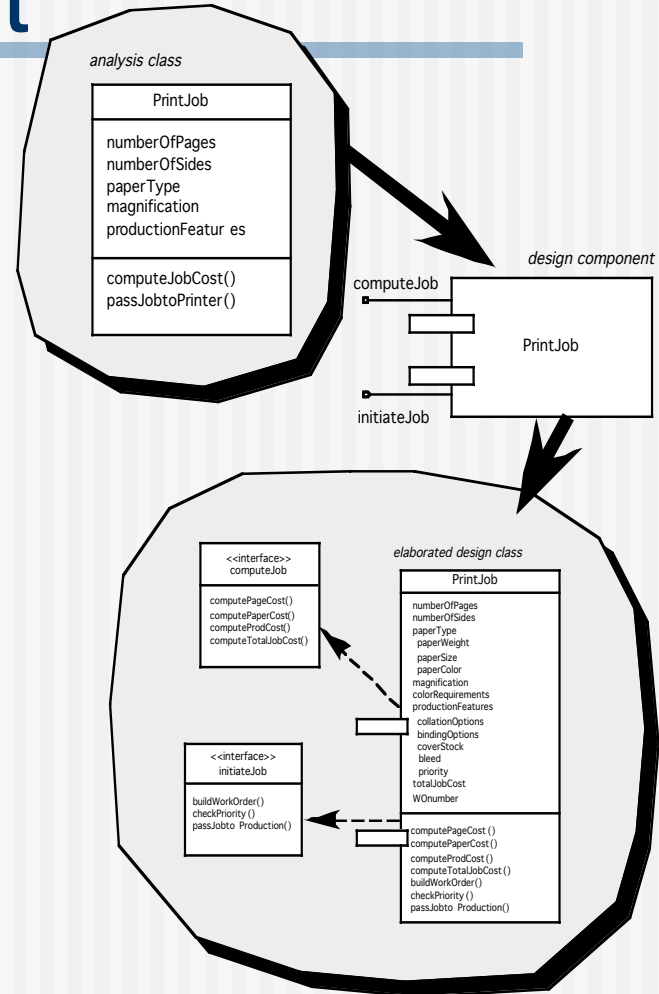 t
analysis class
PrintJob
numberOfPages
numberOfSides
paperType
magnification
productionFeatur es
computeJobCost()
passJobtoPrinter()
design component
computeJob
PrintJob
initiateJob
elaborated design class
<<interface>>
computeJob
computePageCost()
computePaperCost()
computeProdCost()
computeTotalJobCost()
PrintJob
numberOfPages
numberOfSides
paperType
paperWeight
paperSize
paperColor
magnification
colorRequirements
productionFeatures
collationOptions
bindingOptions
coverStock
bleed
priority
totalJobCost
WOnumber
<<interface>>
initiateJob
buildWorkOrder()
checkPriority()
passJobto Production()
computePageCost ()
computePaperCost ()
computeProdCost ()
computeTotalJobCost ()
buildWorkOrder()
checkPriority ()
passJobto Production()